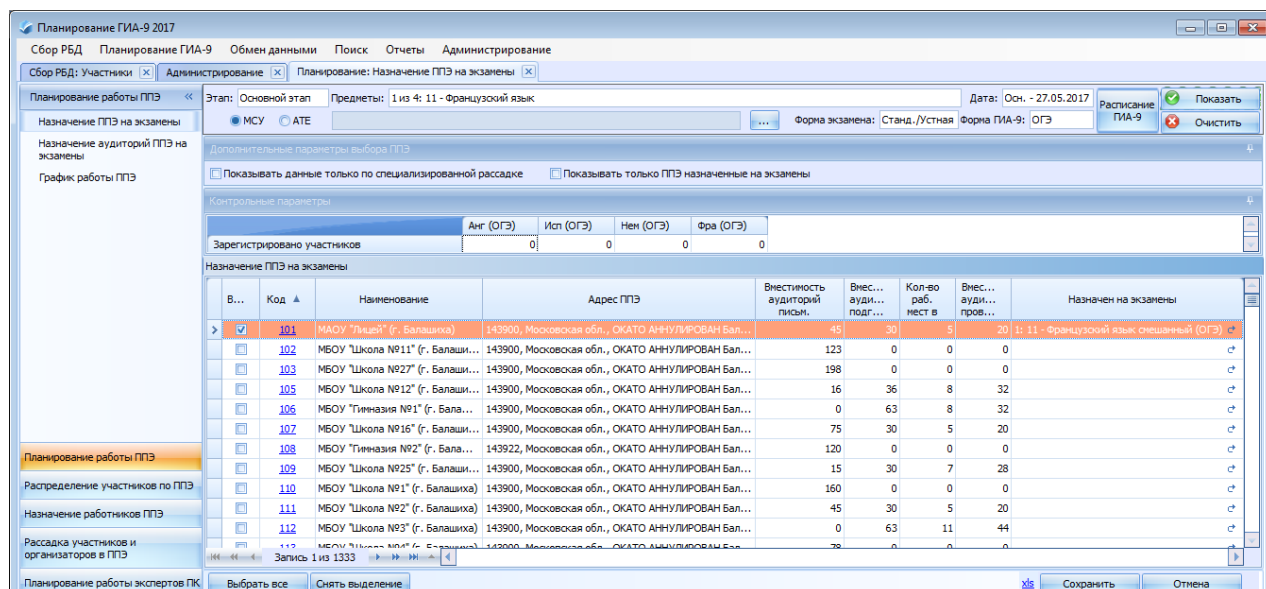 Планирование ГИА-9 2017
Сбор РБД Планирование ГИА-9 Обмен данными Поиск Отчеты Администрирование
Сбор РБД: Участники Администрирование Планирование: Назначение ППЭ на экзамены
Планирование работы ППЭ
Назначение ППЭ на экзамены
Назначение аудиторий ППЭ на
экзамены
График работы ППЭ
Планирование работы ППЭ
Распределение участников по ППЭ
Назначение работников ППЭ
Рассадка участников и
организаторов в ППЭ
Планирование работы экспертов ПК
Этап: Основной этап Предметы: 1 из 4: 11 - Французский язык Дата: Осн. - 27.05.2017
МСУ АТЕ ... Форма экзамена: Станд./Устная Форма ГИА-9: ОГЭ
Расписание
ГИА-9
Показать
Очистить
Дополнительные параметры выбора ППЭ
Показывать данные только по специализированной рассадке Показывать только ППЭ назначенные на экзамены
Контрольные параметры
Анг (ОГЭ) Исп (ОГЭ) Нем (ОГЭ) Фра (ОГЭ)
Зарегистрировано участников 0 0 0 0
Назначение ППЭ на экзамены
В... Код Наименование Адрес ППЭ Вместимость аудиторий письм. Вмес... ауди... подг... Кол-во раб. мест в Вмес... ауди... пров... Назначен на экзамены
101 МАОУ "Лицей" (г. Балашиха) 143900, Московская обл., ОКАТО АННУЛИРОВАН Бал... 45 30 5 20 1: 11 - Французский язык смешанный (ОГЭ)
102 МБОУ "Школа №11" (г. Балаши... 143900, Московская обл., ОКАТО АННУЛИРОВАН Бал... 123 0 0 0
103 МБОУ "Школа №27" (г. Балаши... 143900, Московская обл., ОКАТО АННУЛИРОВАН Бал... 198 0 0 0
105 МБОУ "Школа №12" (г. Балаши... 143900, Московская обл., ОКАТО АННУЛИРОВАН Бал... 16 36 8 32
106 МБОУ "Гимназия №1" (г. Бала... 143900, Московская обл., ОКАТО АННУЛИРОВАН Бал... 0 63 8 32
107 МБОУ "Школа №16" (г. Балаши... 143900, Московская обл., ОКАТО АННУЛИРОВАН Бал... 75 30 5 20
108 МБОУ "Гимназия №2" (г. Бала... 143922, Московская обл., ОКАТО АННУЛИРОВАН Бал... 120 0 0 0
109 МБОУ "Школа №25" (г. Балаши... 143900, Московская обл., ОКАТО АННУЛИРОВАН Бал... 15 30 7 28
110 МБОУ "Школа №1" (г. Балашиха) 143900, Московская обл., ОКАТО АННУЛИРОВАН Бал... 160 0 0 0
111 МБОУ "Школа №2" (г. Балашиха) 143900, Московская обл., ОКАТО АННУЛИРОВАН Бал... 45 30 5 20
112 МБОУ "Школа №3" (г. Балашиха) 143900, Московская обл., ОКАТО АННУЛИРОВАН Бал... 0 63 11 44
113 МБОУ "Школа №4" (г. Балашиха) 143900, Московская обл., ОКАТО АННУЛИРОВАН Бал... 78 0 0 0
Запись 1 из 1333
Выбрать все Снять выделение xls Сохранить Отмена